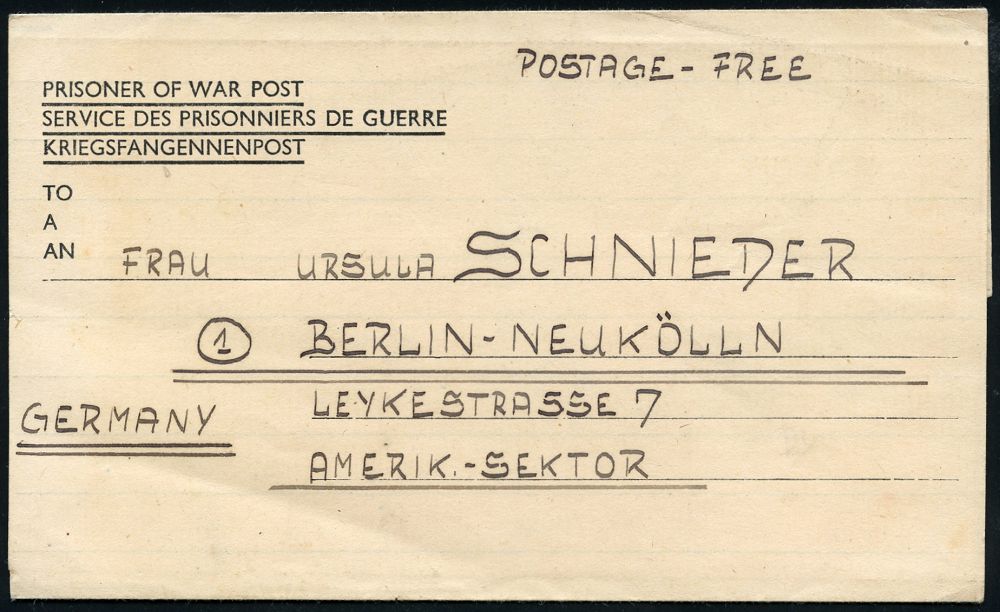 POSTAGE - FREE
PRISONER OF WAR POST
SERVICE DES PRISONNIERS DE GUERRE
KRIEGSFANGENNENPOST
TO
A
AN
FRAU URSULA SCHNIEDER
1 BERLIN-NEUKÖLLN
LEYKESTRASSE 7
GERMANY
AMERIK.-SEKTOR